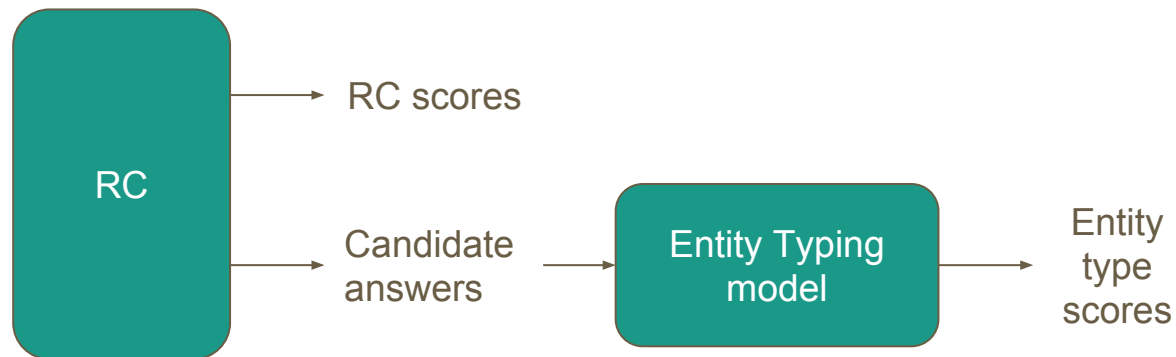 RC
RC scores
Candidate
answers
Entity Typing
model
Entity
type
scores